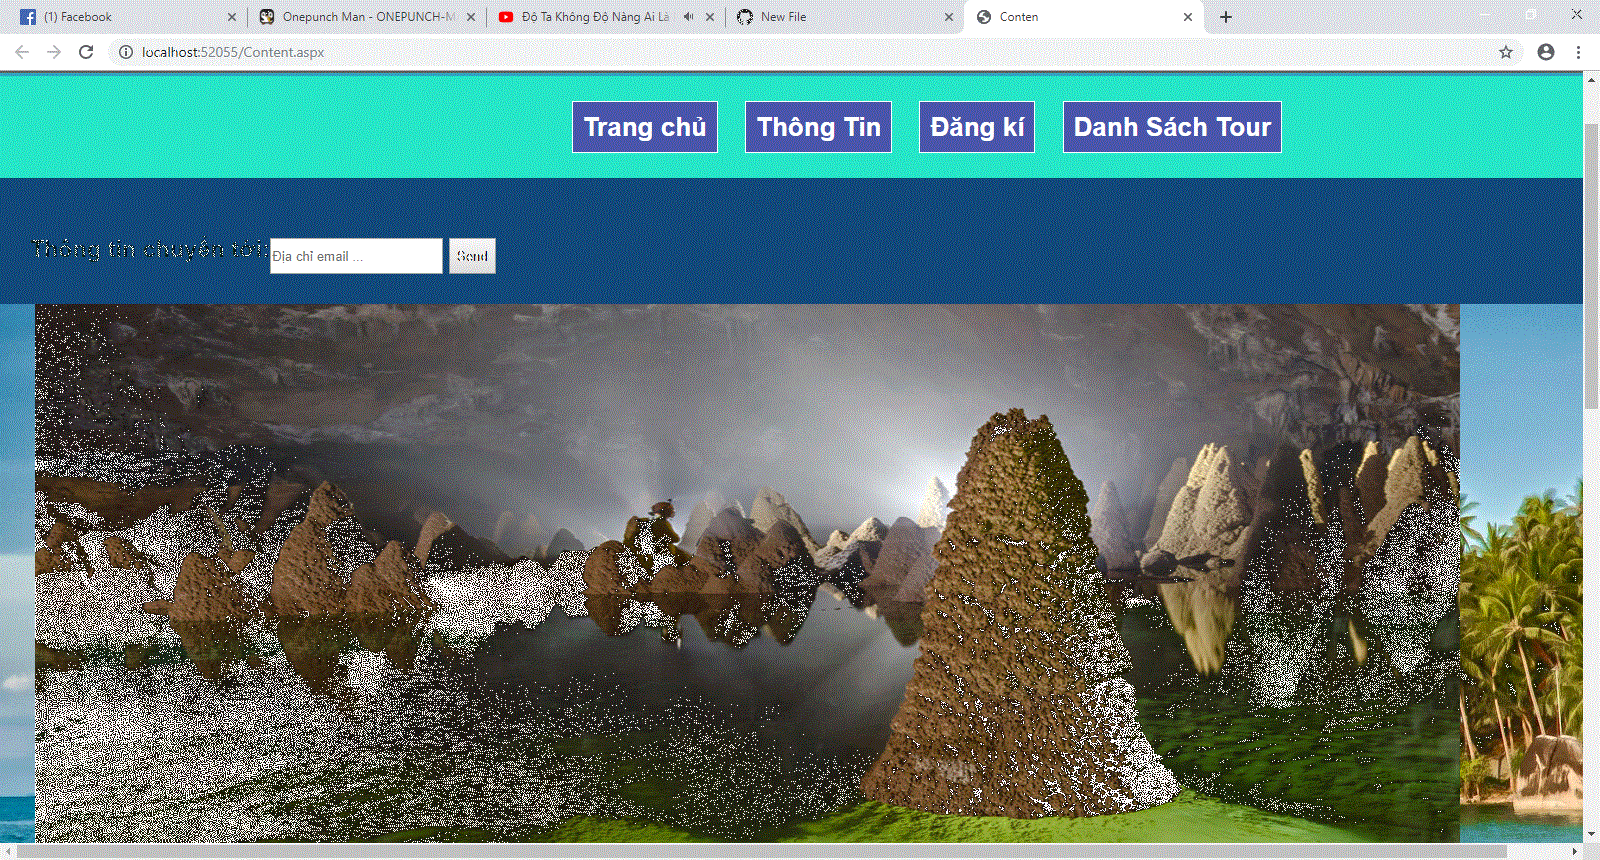 (1) Facebook
Onepunch Man - ONEPUNCH-M
Độ Ta Không Độ Nàng Ai Là
New File
Conten
localhost:52055/Content.aspx
Trang chủ
Thông Tin
Đăng kí
Danh Sách Tour
Thông tin chuyển tới:
Địa chỉ email ...
Send